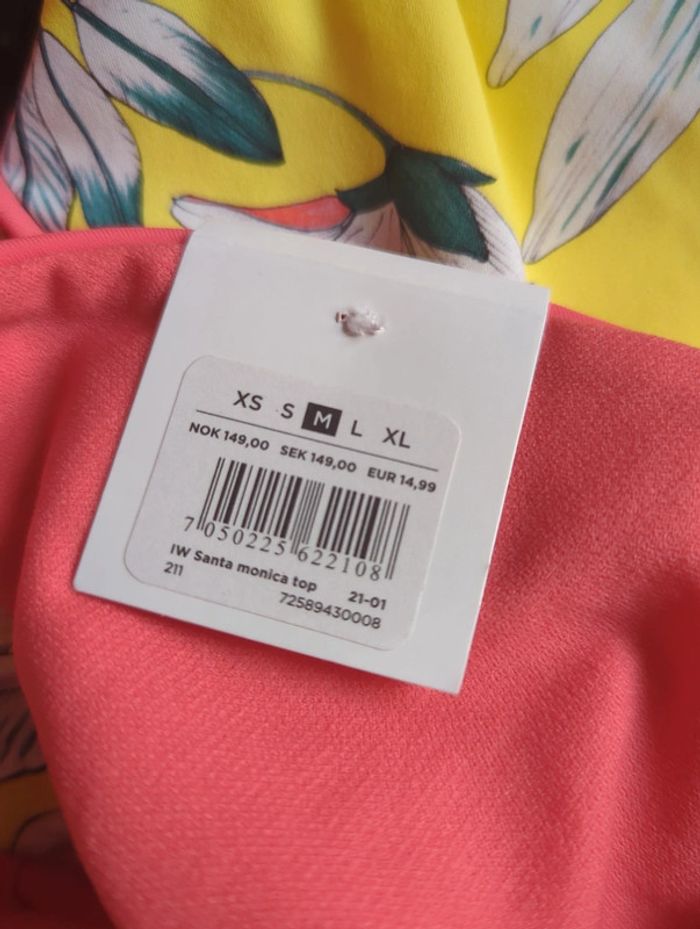 XS S M L XL
NOK 149,00 SEK 149,00 EUR 14,99
7 050225 622108
IW Santa monica top
211 21-01
72589430008